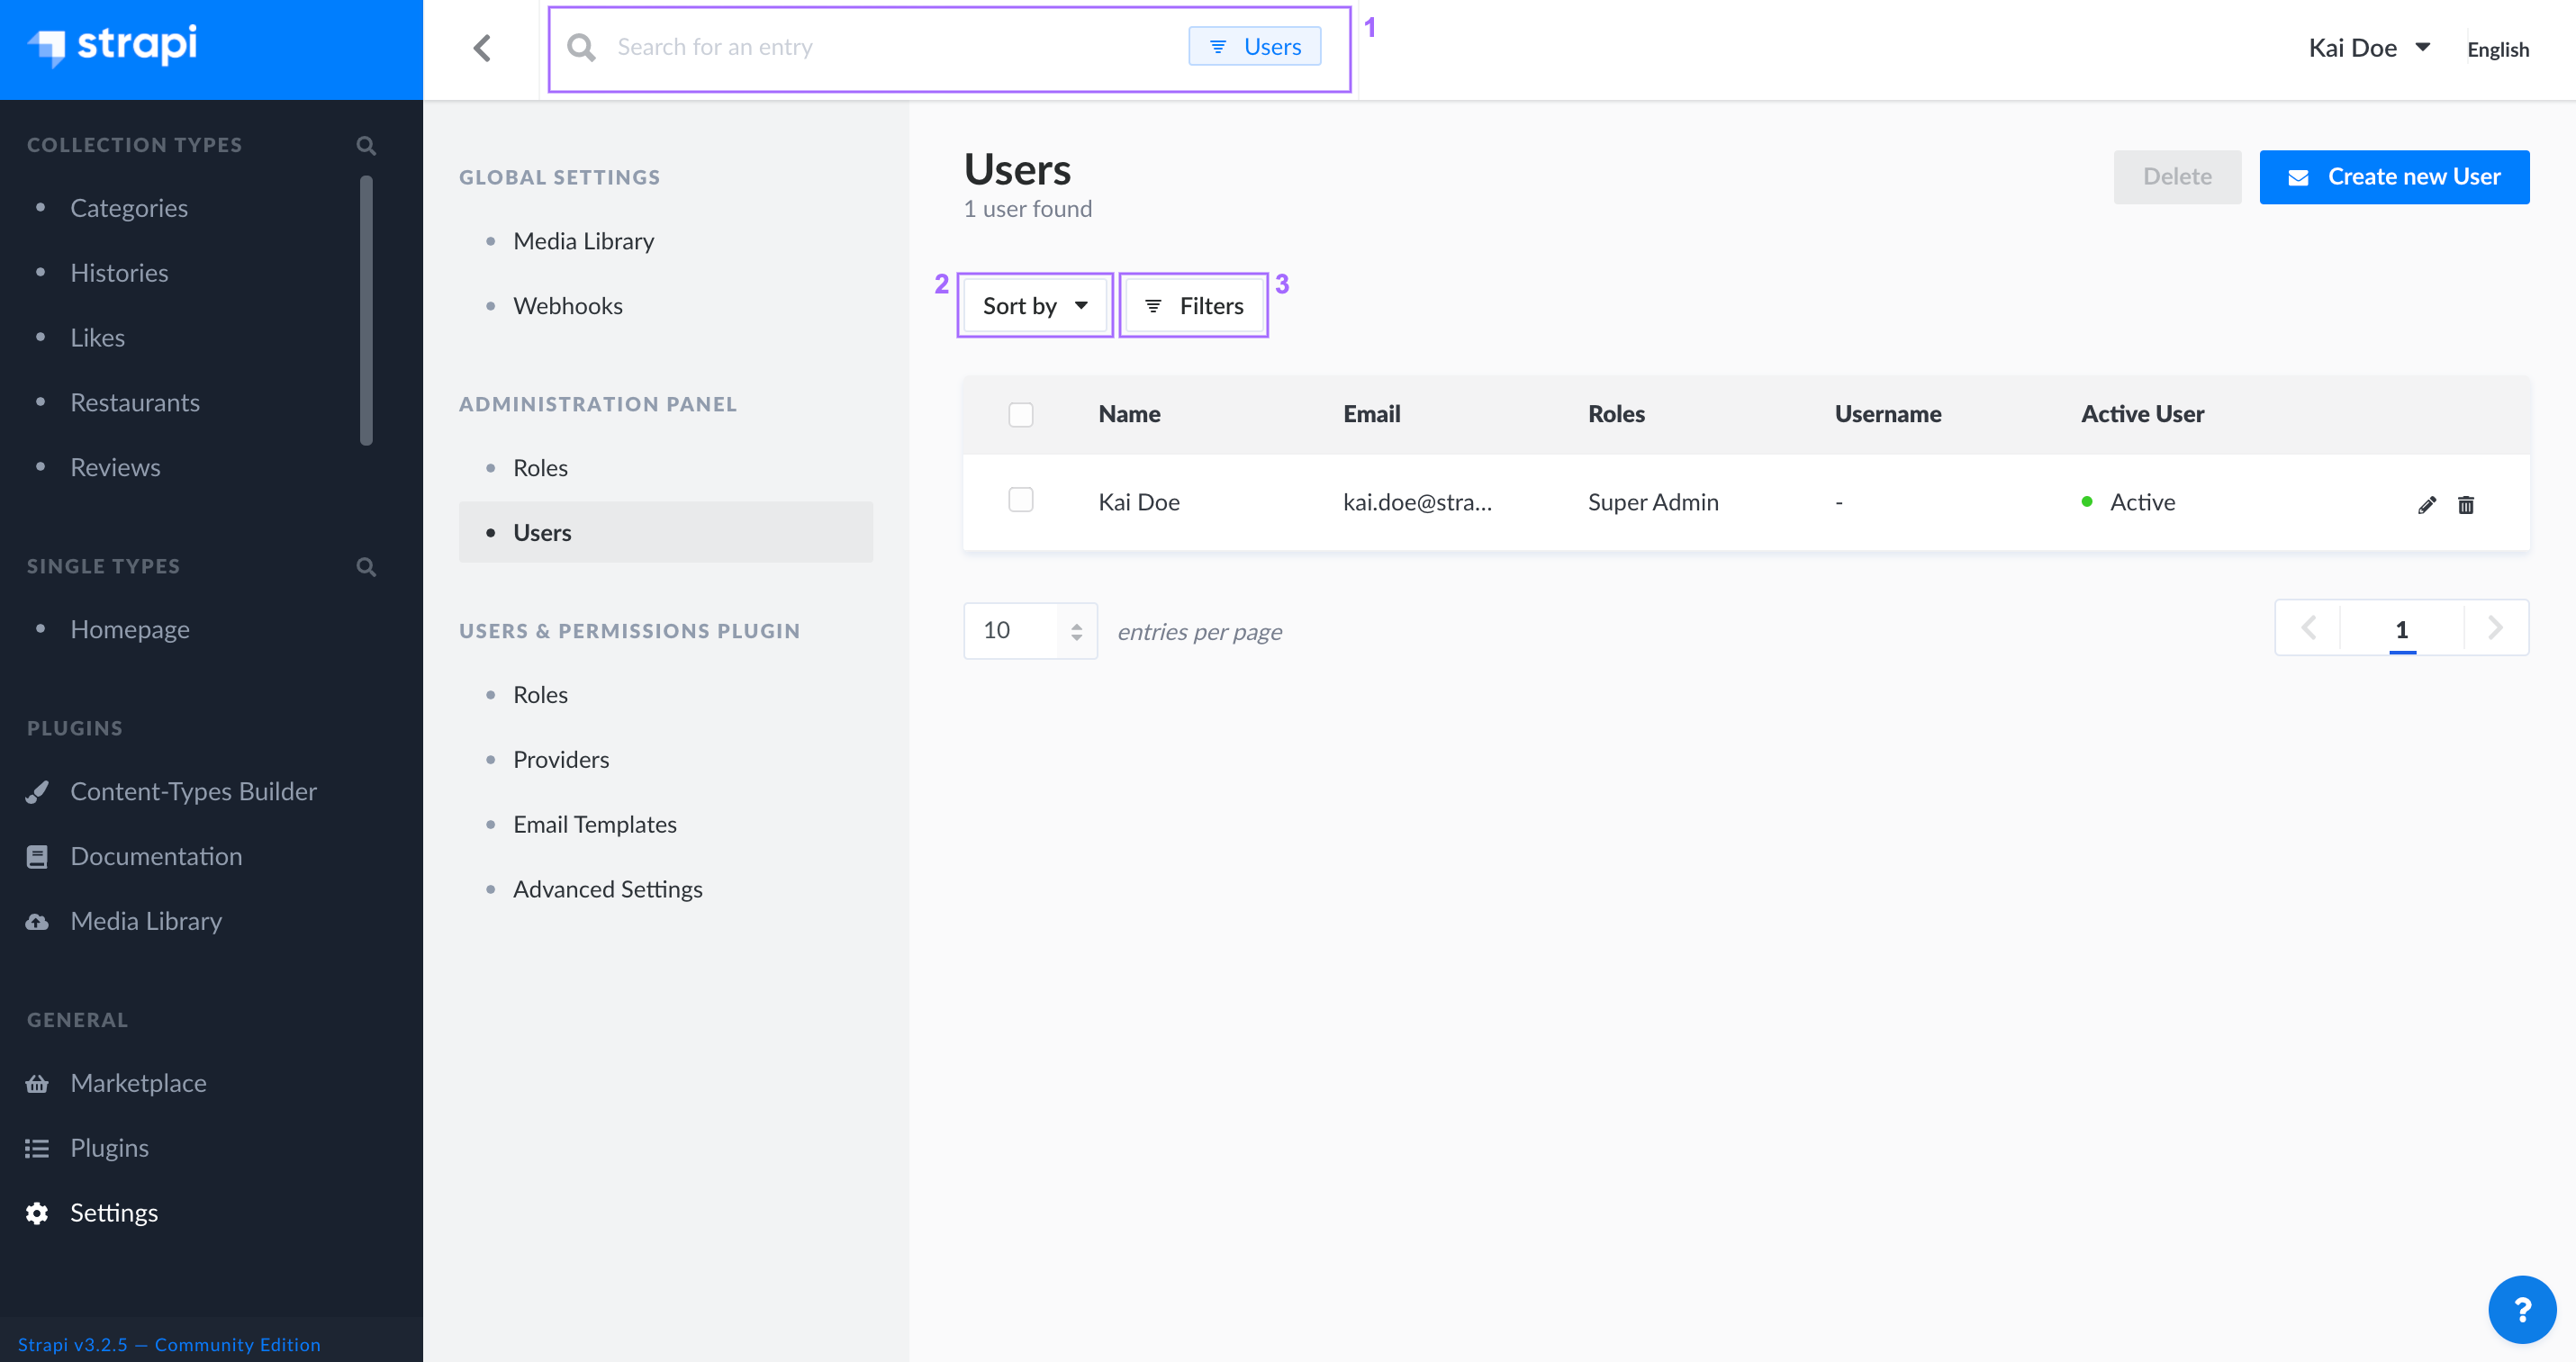 strapi
COLLECTION TYPES
Categories
Histories
Likes
Restaurants
Reviews
SINGLE TYPES
Homepage
PLUGINS
Content-Types Builder
Documentation
Media Library
GENERAL
Marketplace
Plugins
Settings
Strapi v3.2.5 — Community Edition
Search for an entry
Users
1
Kai Doe
English
GLOBAL SETTINGS
Media Library
Webhooks
ADMINISTRATION PANEL
Roles
Users
USERS & PERMISSIONS PLUGIN
Roles
Providers
Email Templates
Advanced Settings
Users
1 user found
Delete
Create new User
2
Sort by
Filters
3
Name Email Roles Username Active User
Kai Doe kai.doe@stra... Super Admin - Active
10 entries per page
1
?